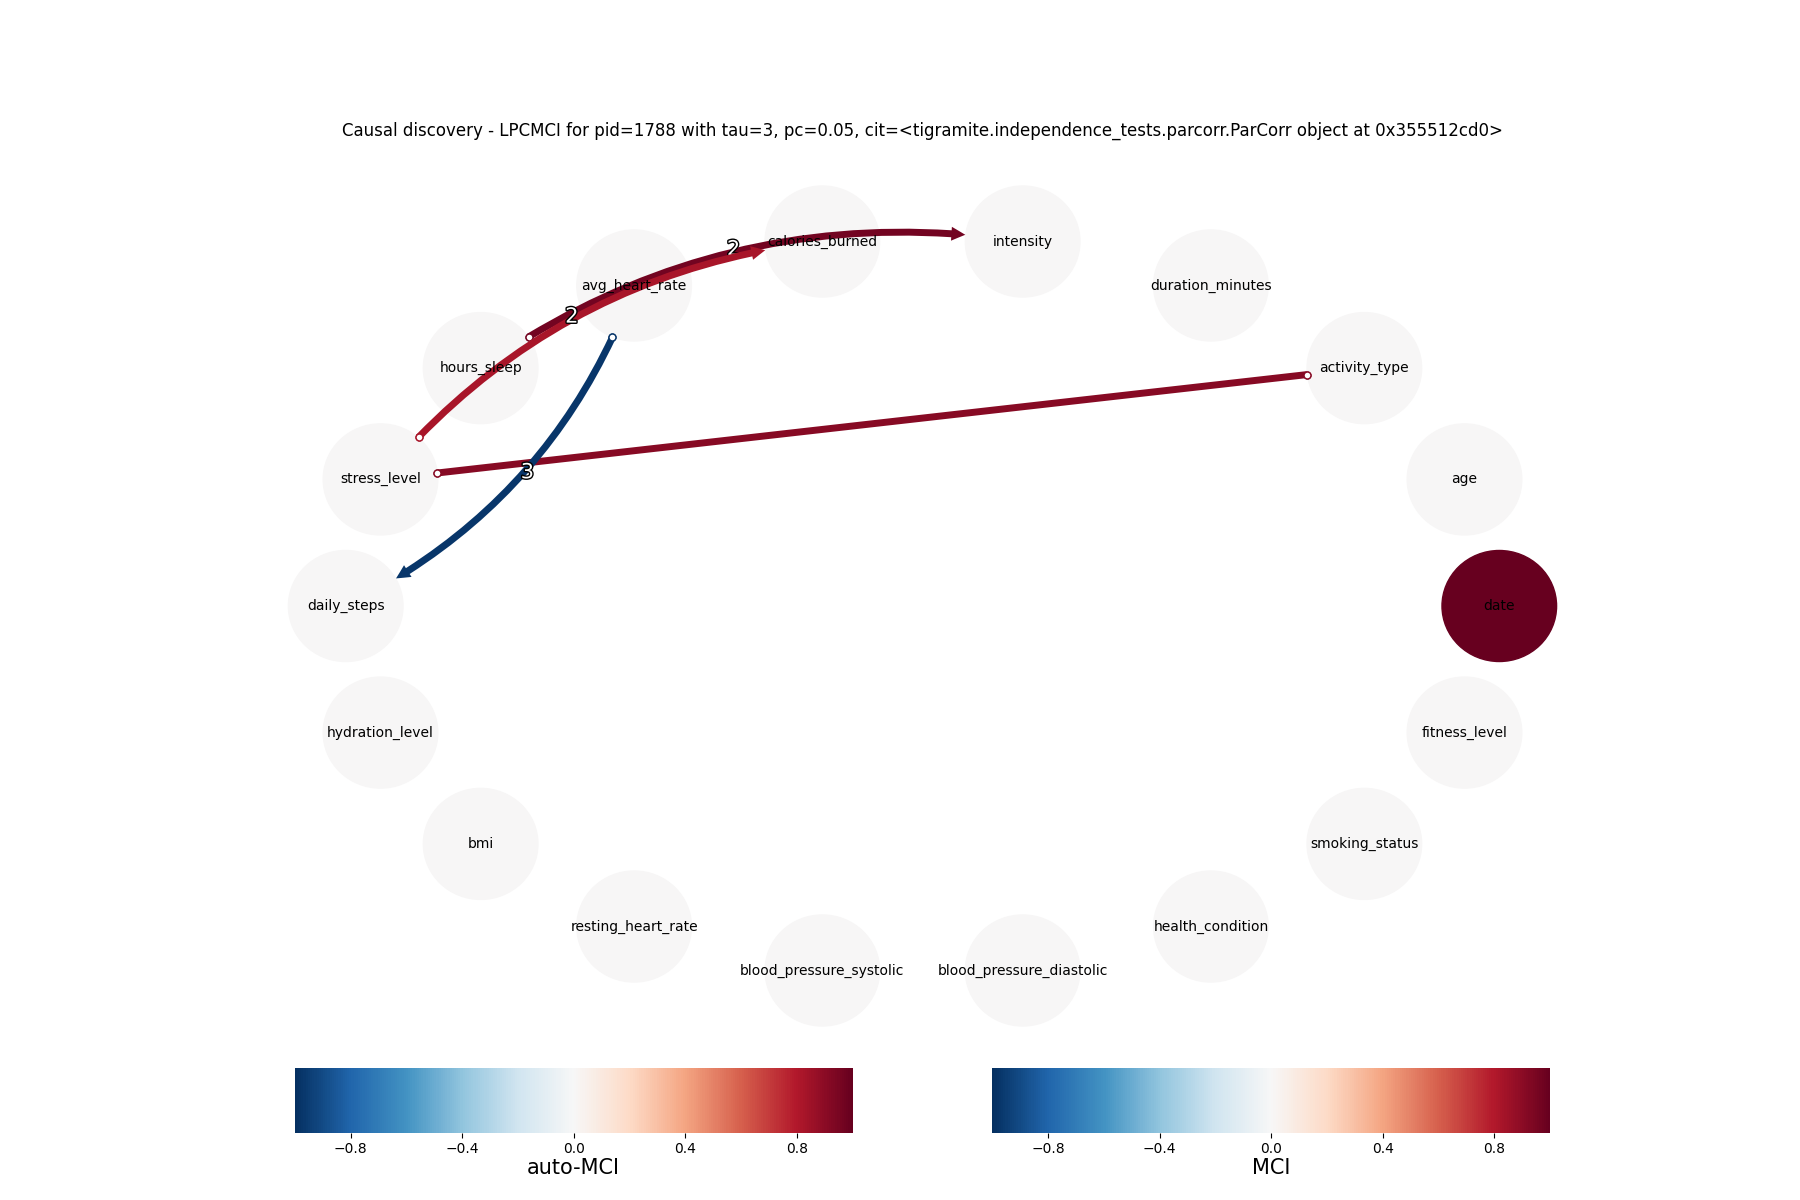 Causal discovery - LPCMCI for pid=1788 with tau=3, pc=0.05, cit=<tigramite.independence_tests.parcorr.ParCorr object at 0x355512cd0>
calories_burned
intensity
2
avg_heart_rate
duration_minutes
2
hours_sleep
activity_type
3
stress_level
age
daily_steps
date
hydration_level
fitness_level
bmi
smoking_status
resting_heart_rate
health_condition
blood_pressure_systolic
blood_pressure_diastolic
−0.8 −0.4 0.0 0.4 0.8
auto-MCI
−0.8 −0.4 0.0 0.4 0.8
MCI